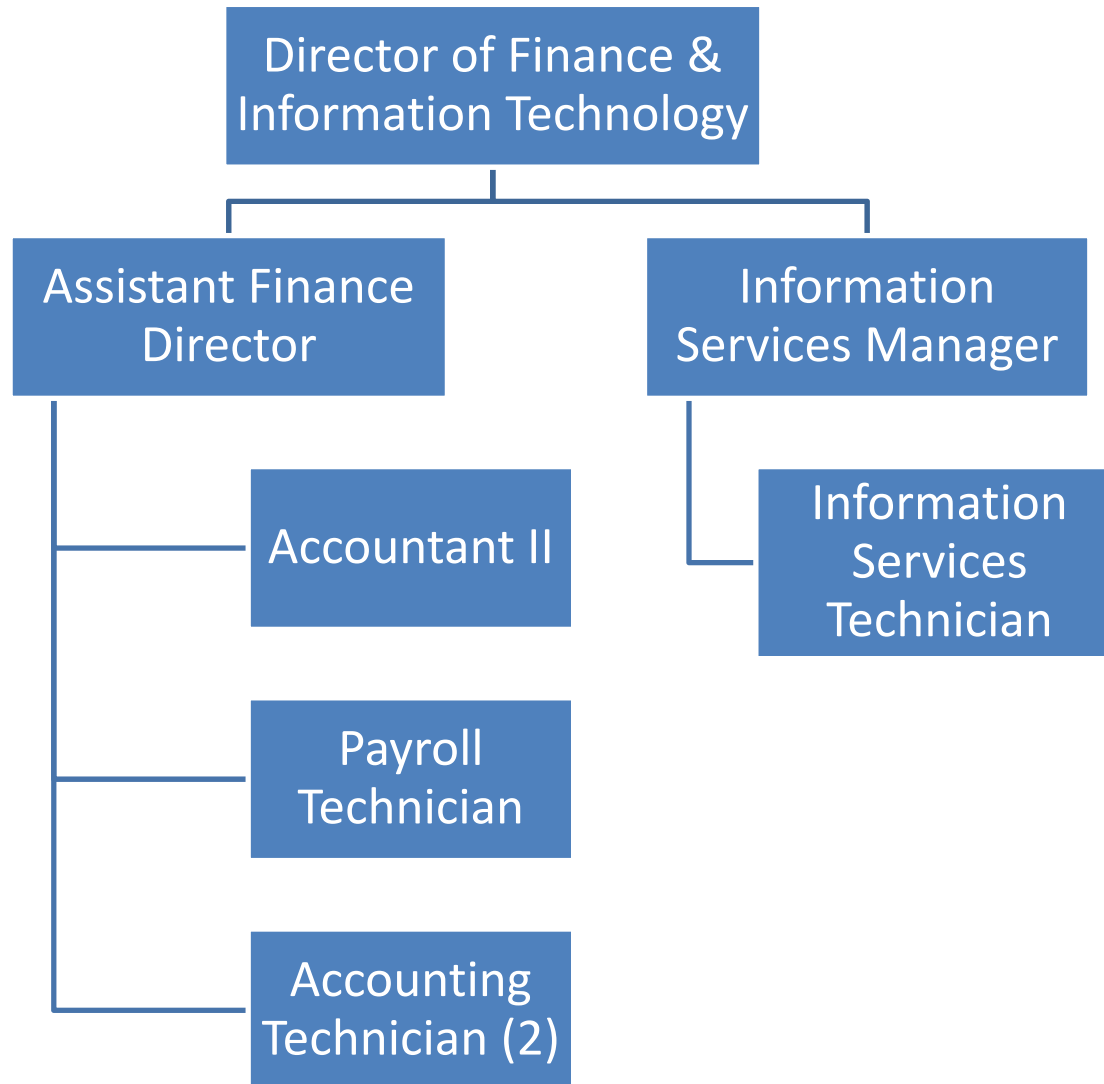 Director of Finance &
Information Technology
Assistant Finance
Director
Information
Services Manager
Accountant II
Information
Services
Technician
Payroll
Technician
Accounting
Technician (2)